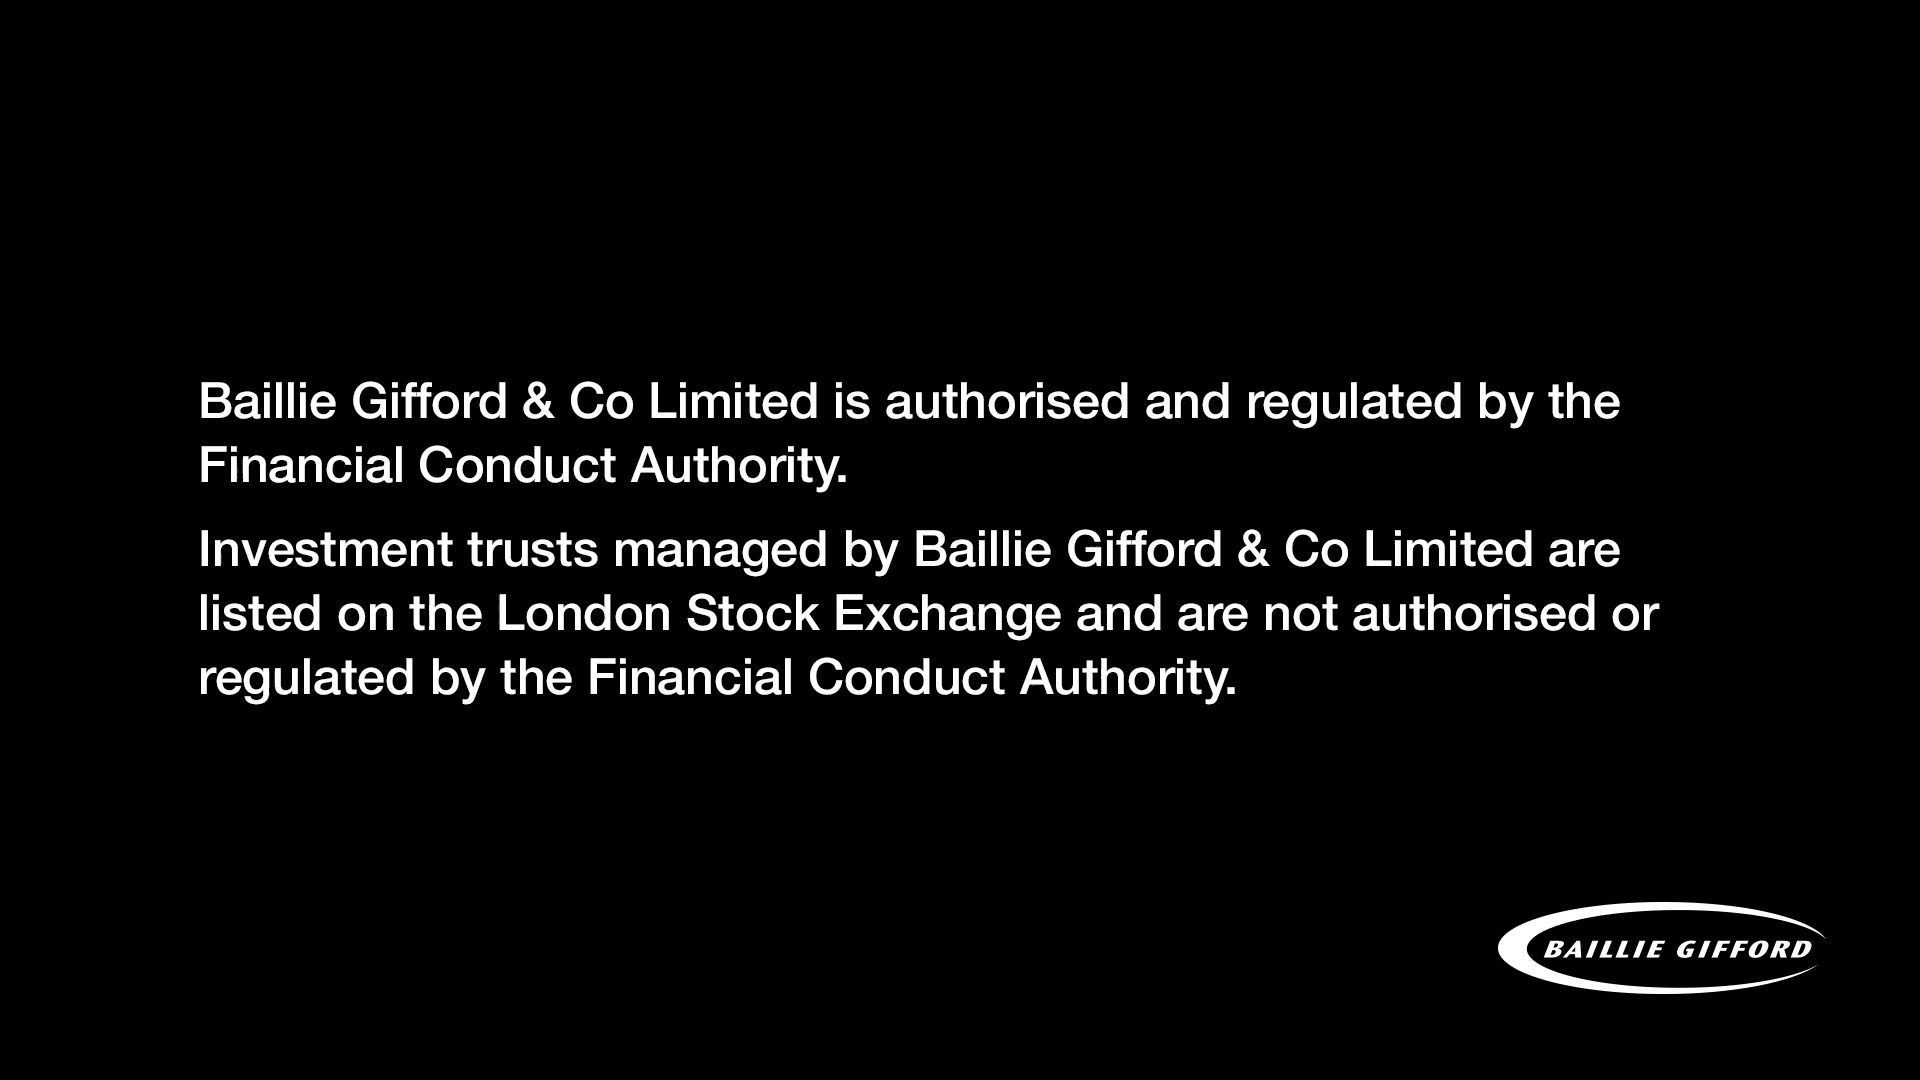 Baillie Gifford & Co Limited is authorised and regulated by the
Financial Conduct Authority.
Investment trusts managed by Baillie Gifford & Co Limited are
listed on the London Stock Exchange and are not authorised or
regulated by the Financial Conduct Authority.
BAILLIE GIFFORD